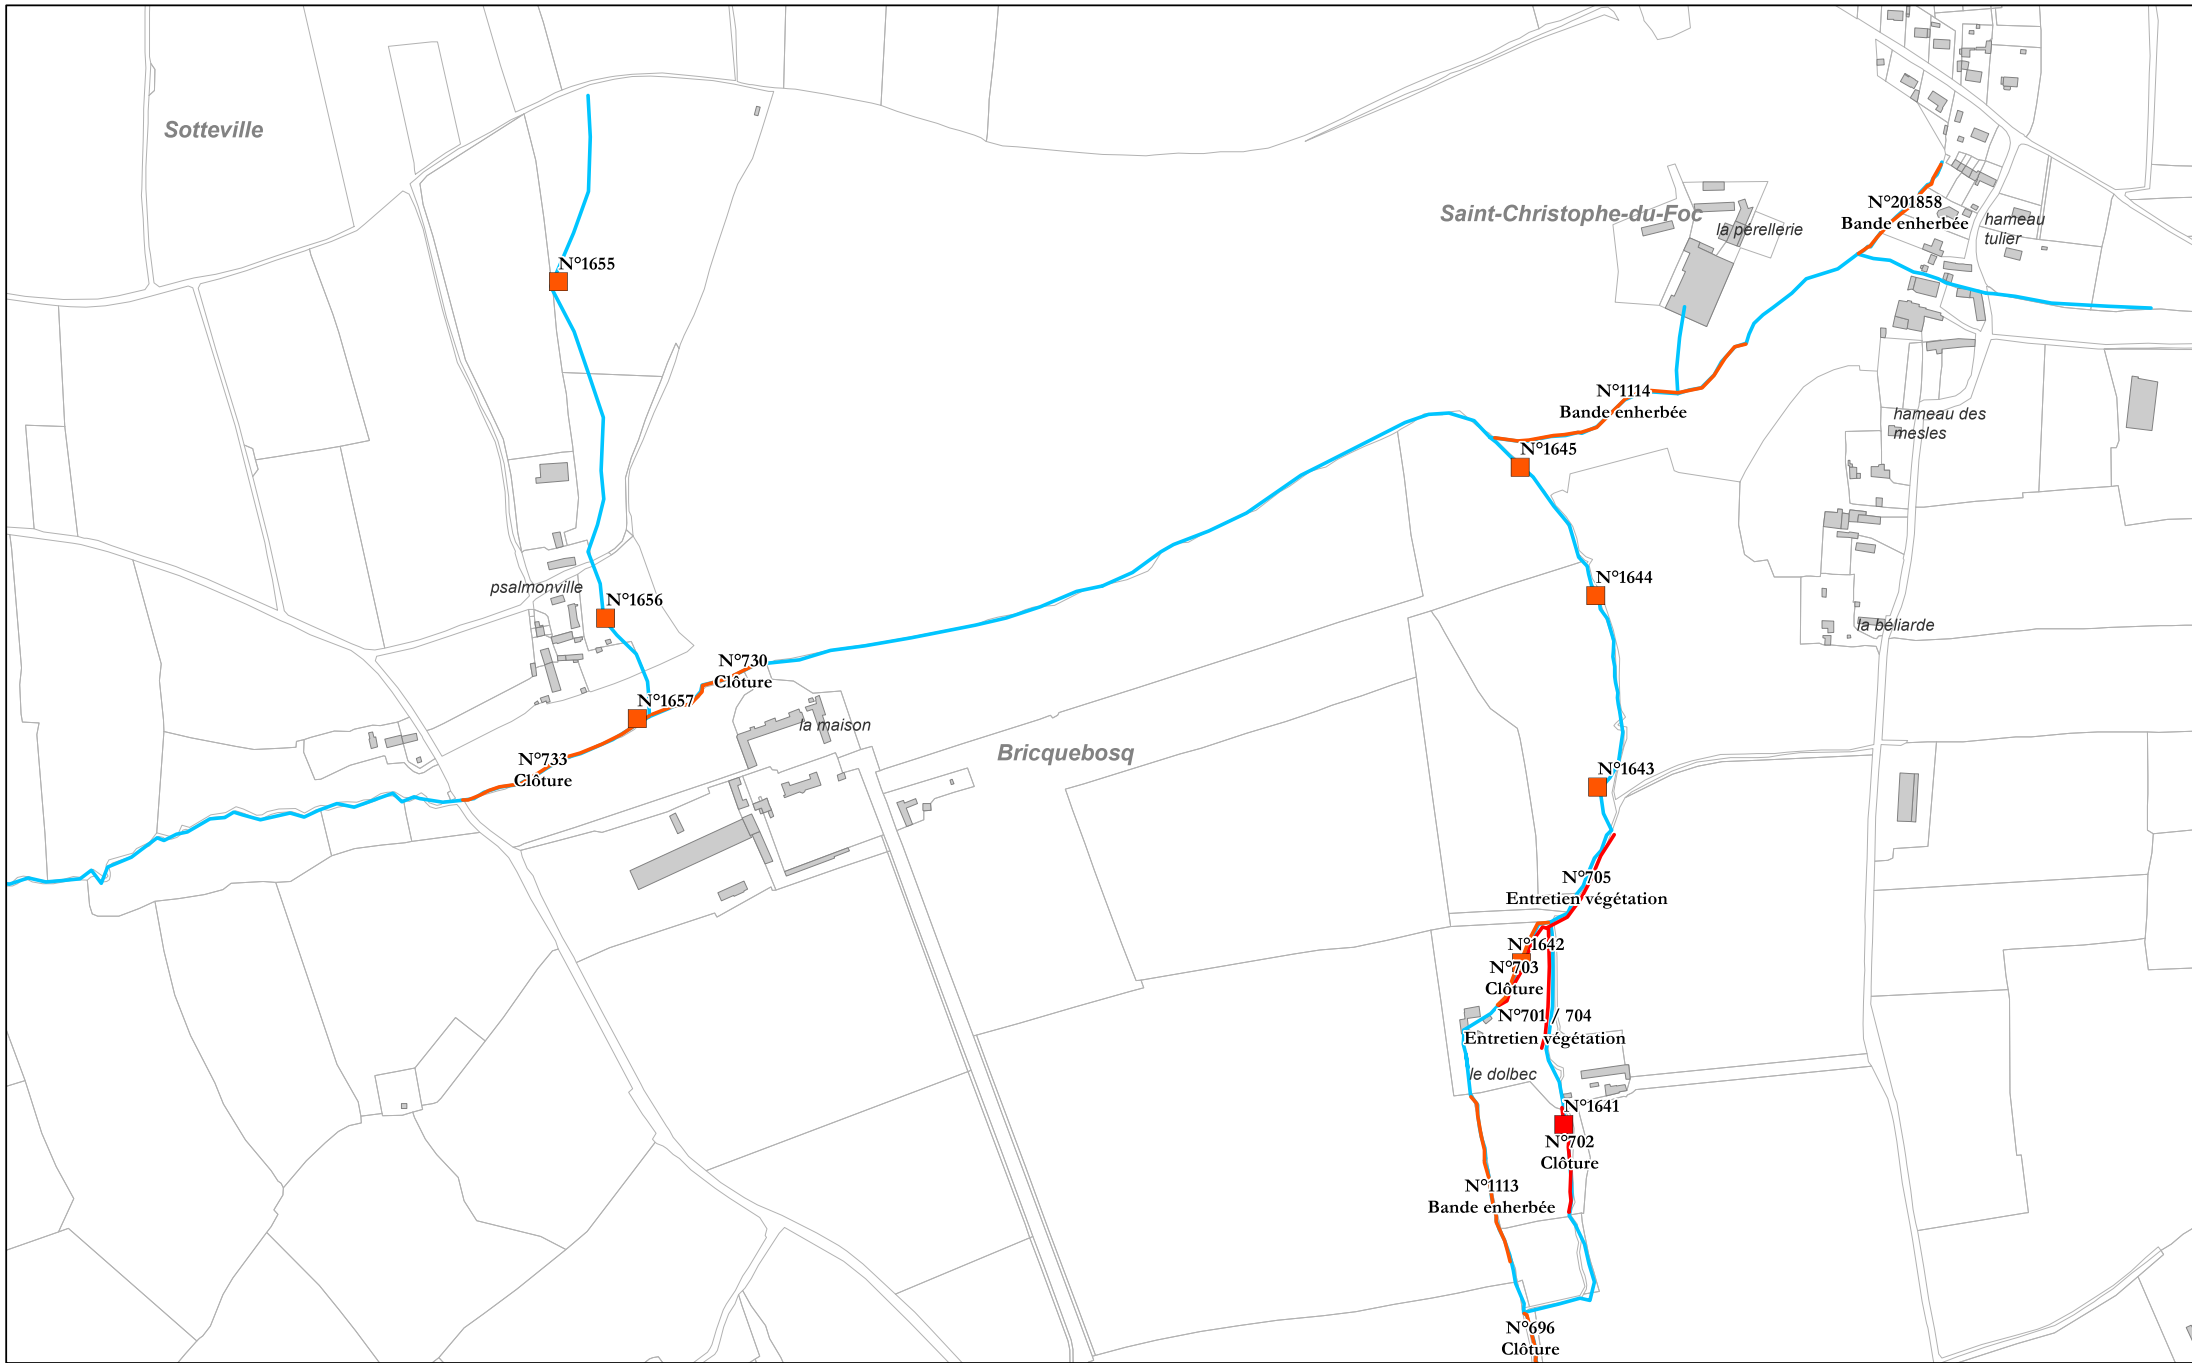 Sotteville
N°201858
Bande enherbée
Saint-Christophe-du-Foc
la pérellerie
hameau
tulier
N°1655
N°1114
Bande enherbée
hameau des
mesles
N°1645
N°1644
psalmonville
N°1656
la béliarde
N°730
Clôture
N°1657
la maison
Bricquebosq
N°733
Clôture
N°1643
N°705
Entretien végétation
N°1642
N°703
Clôture
N°701 / 704
Entretien végétation
le dolbec
N°1641
N°702
Clôture
N°1113
Bande enherbée
N°696
Clôture